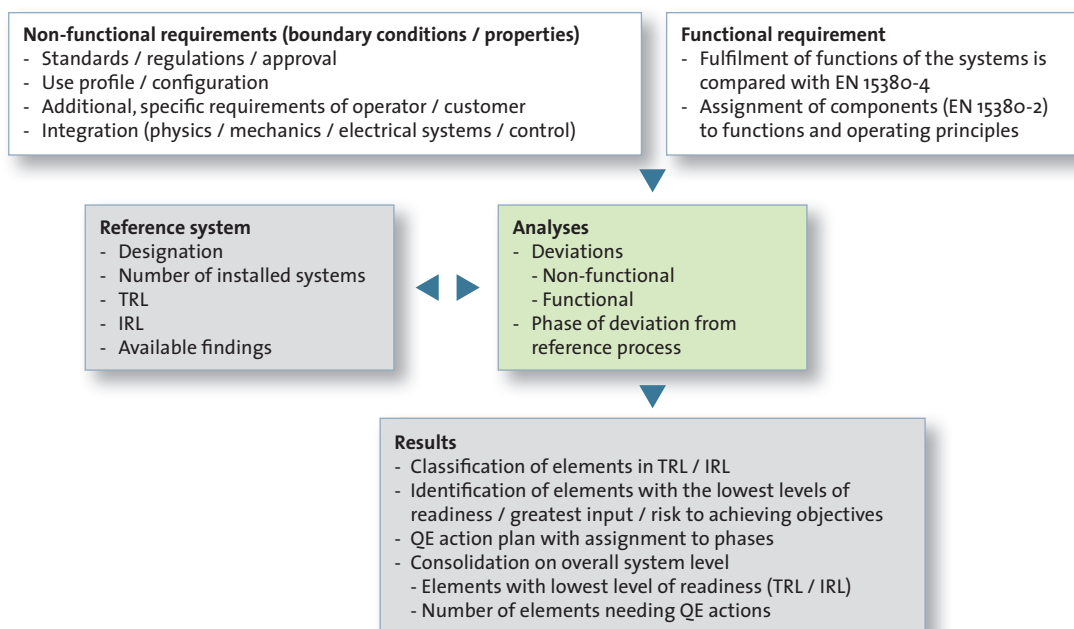 Non-functional requirements (boundary conditions / properties)
- Standards / regulations / approval
- Use profile / configuration
- Additional, specific requirements of operator / customer
- Integration (physics / mechanics / electrical systems / control)
Functional requirement
- Fulfilment of functions of the systems is
compared with EN 15380-4
- Assignment of components (EN 15380-2)
to functions and operating principles
Reference system
- Designation
- Number of installed systems
- TRL
- IRL
- Available findings
Analyses
- Deviations
- Non-functional
- Functional
- Phase of deviation from
reference process
Results
- Classification of elements in TRL / IRL
- Identification of elements with the lowest levels of
readiness / greatest input / risk to achieving objectives
- QE action plan with assignment to phases
- Consolidation on overall system level
- Elements with lowest level of readiness (TRL / IRL)
- Number of elements needing QE actions